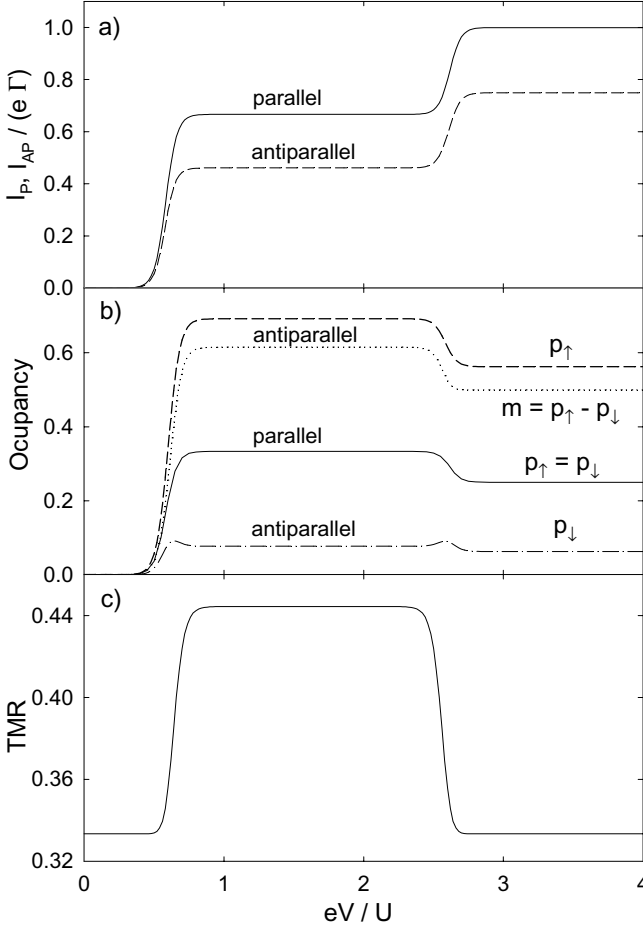 a)
I_P, I_AP / (e Γ)
1.0
0.8
0.6
0.4
0.2
0.0
parallel
antiparallel
b)
Ocupancy
0.6
0.4
0.2
0.0
antiparallel
p↑
m = p↑ - p↓
parallel
p↑ = p↓
antiparallel
p↓
c)
TMR
0.44
0.40
0.36
0.32
0 1 2 3 4
eV / U